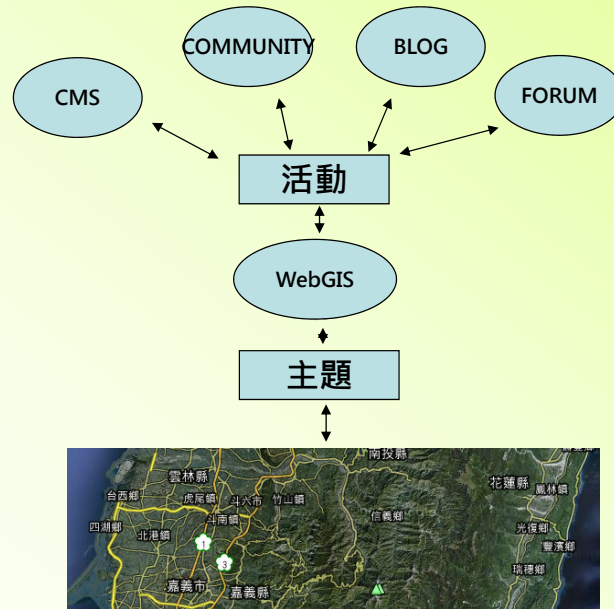 COMMUNITY
BLOG
CMS
FORUM
活動
WebGIS
主題
南投縣
雲林縣
花蓮縣
鳳林鎮
台西鄉
虎尾鎮
斗六市
竹山鎮
四湖鄉
北港鎮
斗南鎮
信義鄉
光復鄉
1
豐濱鄉
3
瑞穗鄉
嘉義市
嘉義縣